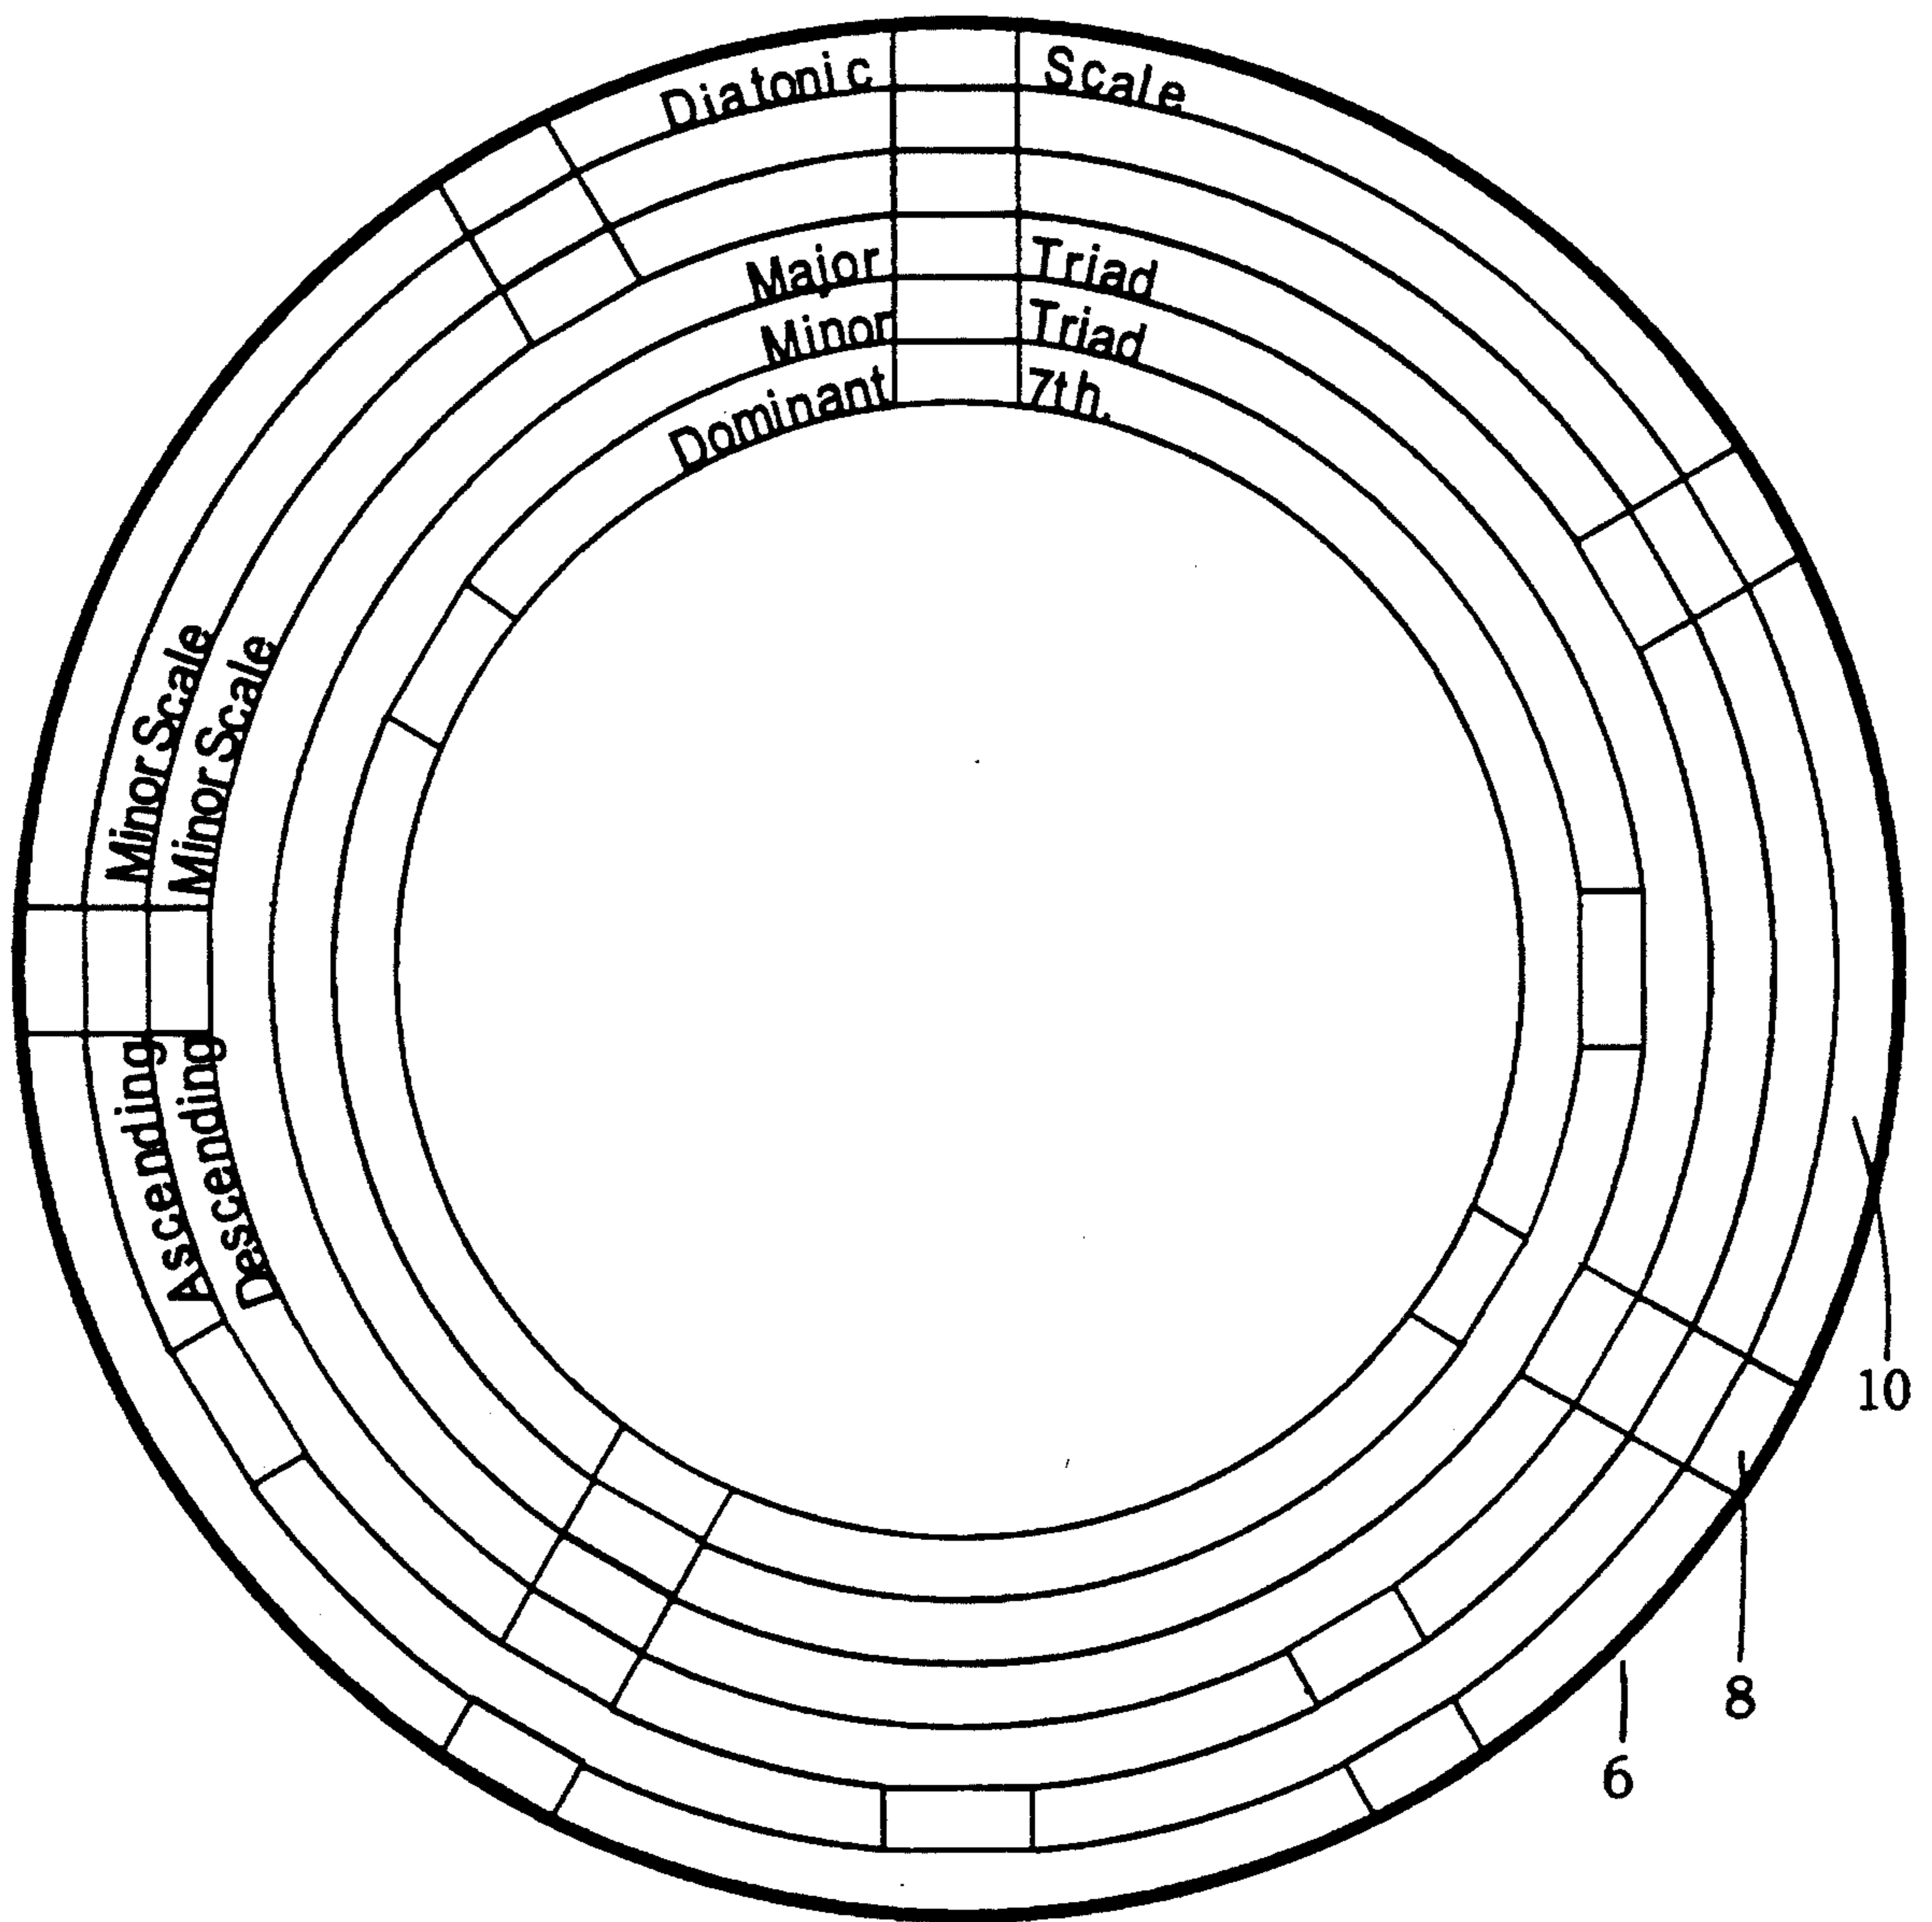 Diatonic Scale
Major Triad
Minor Triad
Dominant 7th.
Ascending Minor Scale
Descending Minor Scale
10
8
6